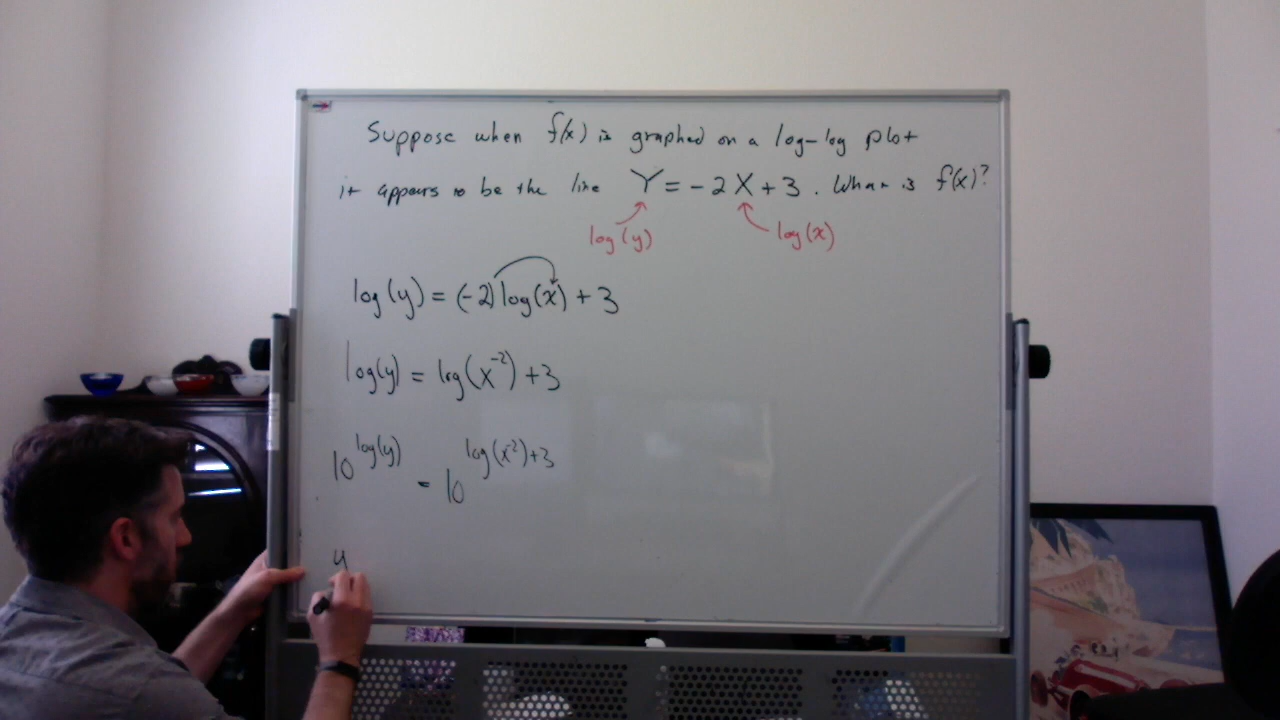 Suppose when f(x) is graphed on a log-log plot
it appears to be the line Y = -2X + 3. What is f(x)?
log(y) log(x)
log(y) = (-2)log(x) + 3
log(y) = log(x⁻²) + 3
10^log(y) = 10^log(x⁻²)+3
y